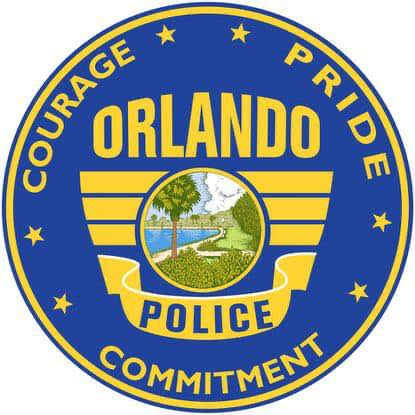 COURAGE
PRIDE
ORLANDO
POLICE
COMMITMENT